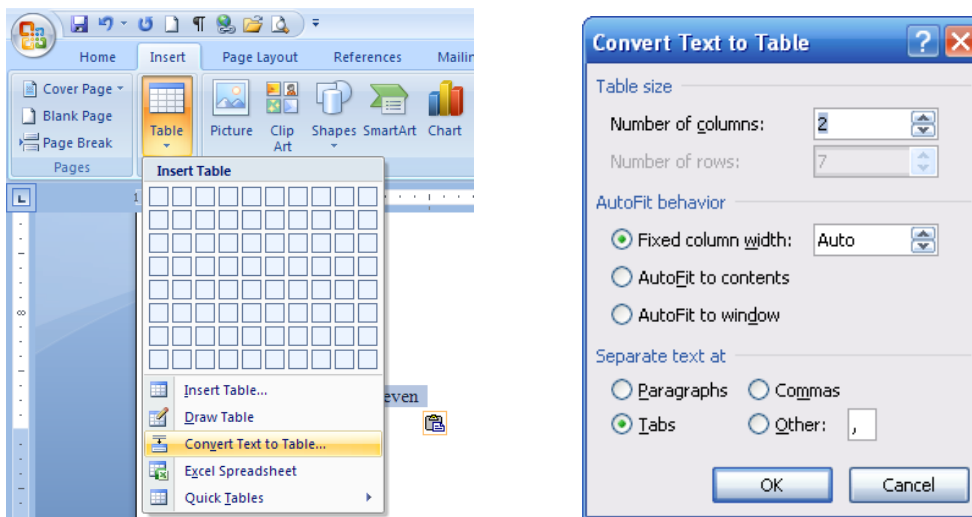 Home Insert Page Layout References Mailin
Cover Page
Blank Page
Page Break
Pages
Table
Picture
Clip Art
Shapes
SmartArt
Chart
Insert Table
even
Insert Table...
Draw Table
Convert Text to Table...
Excel Spreadsheet
Quick Tables
Convert Text to Table
Table size
Number of columns: 2
Number of rows: 7
AutoFit behavior
Fixed column width: Auto
AutoFit to contents
AutoFit to window
Separate text at
Paragraphs Commas
Tabs Other: ,
OK Cancel